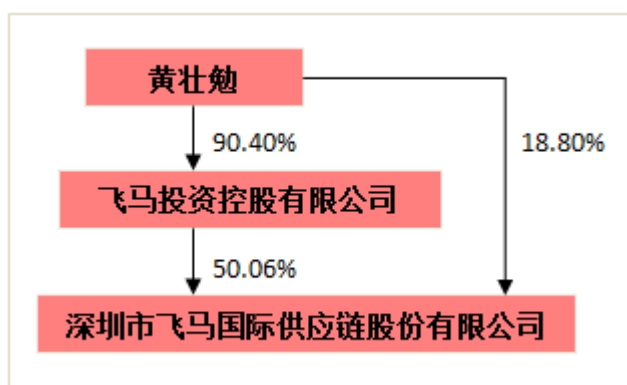 黄壮勉
90.40%
18.80%
飞马投资控股有限公司
50.06%
深圳市飞马国际供应链股份有限公司